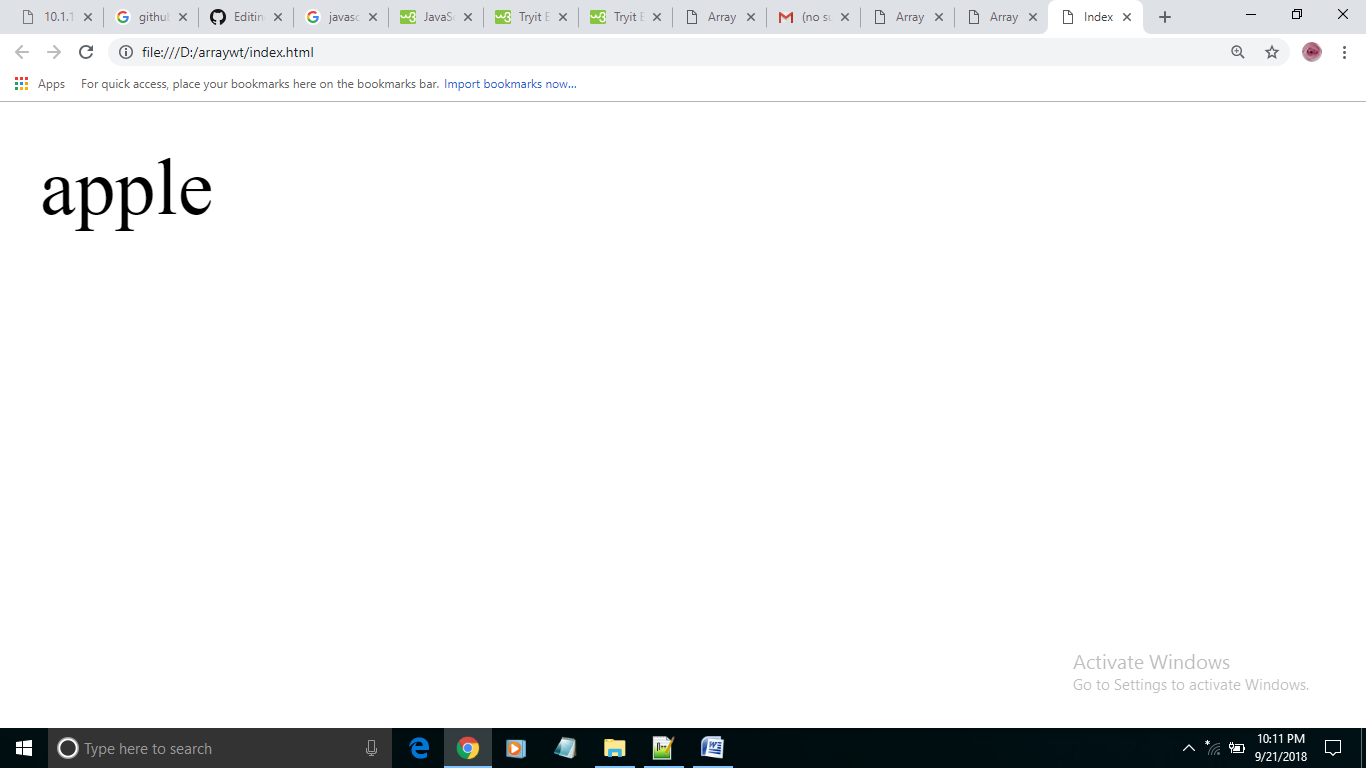 10.1.1 githul Editin javasc JavaSc Tryit E Tryit E Array (no su Array Array Index
file:///D:/arraywt/index.html
Apps For quick access, place your bookmarks here on the bookmarks bar. Import bookmarks now...
apple
Activate Windows
Go to Settings to activate Windows.
Type here to search
10:11 PM
9/21/2018